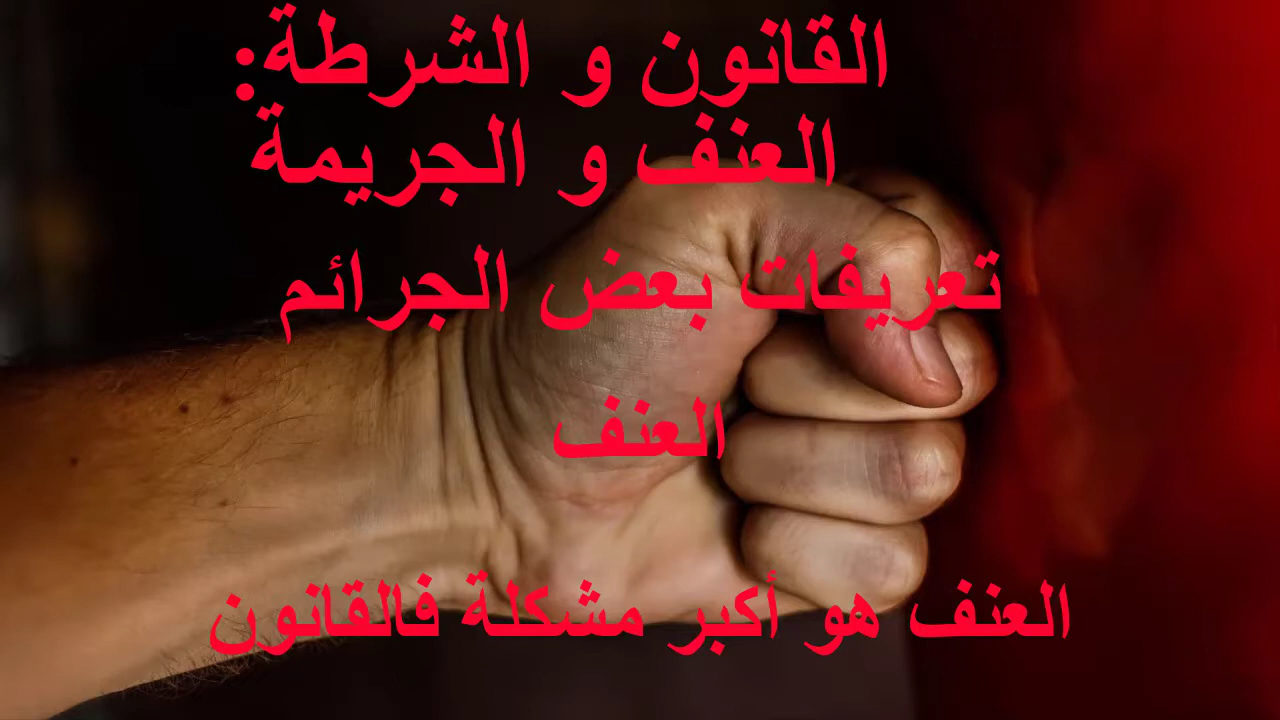 القانون و الشرطة:
العنف و الجريمة
تعريفات بعض الجرائم
العنف
العنف هو أكبر مشكلة فالقانون